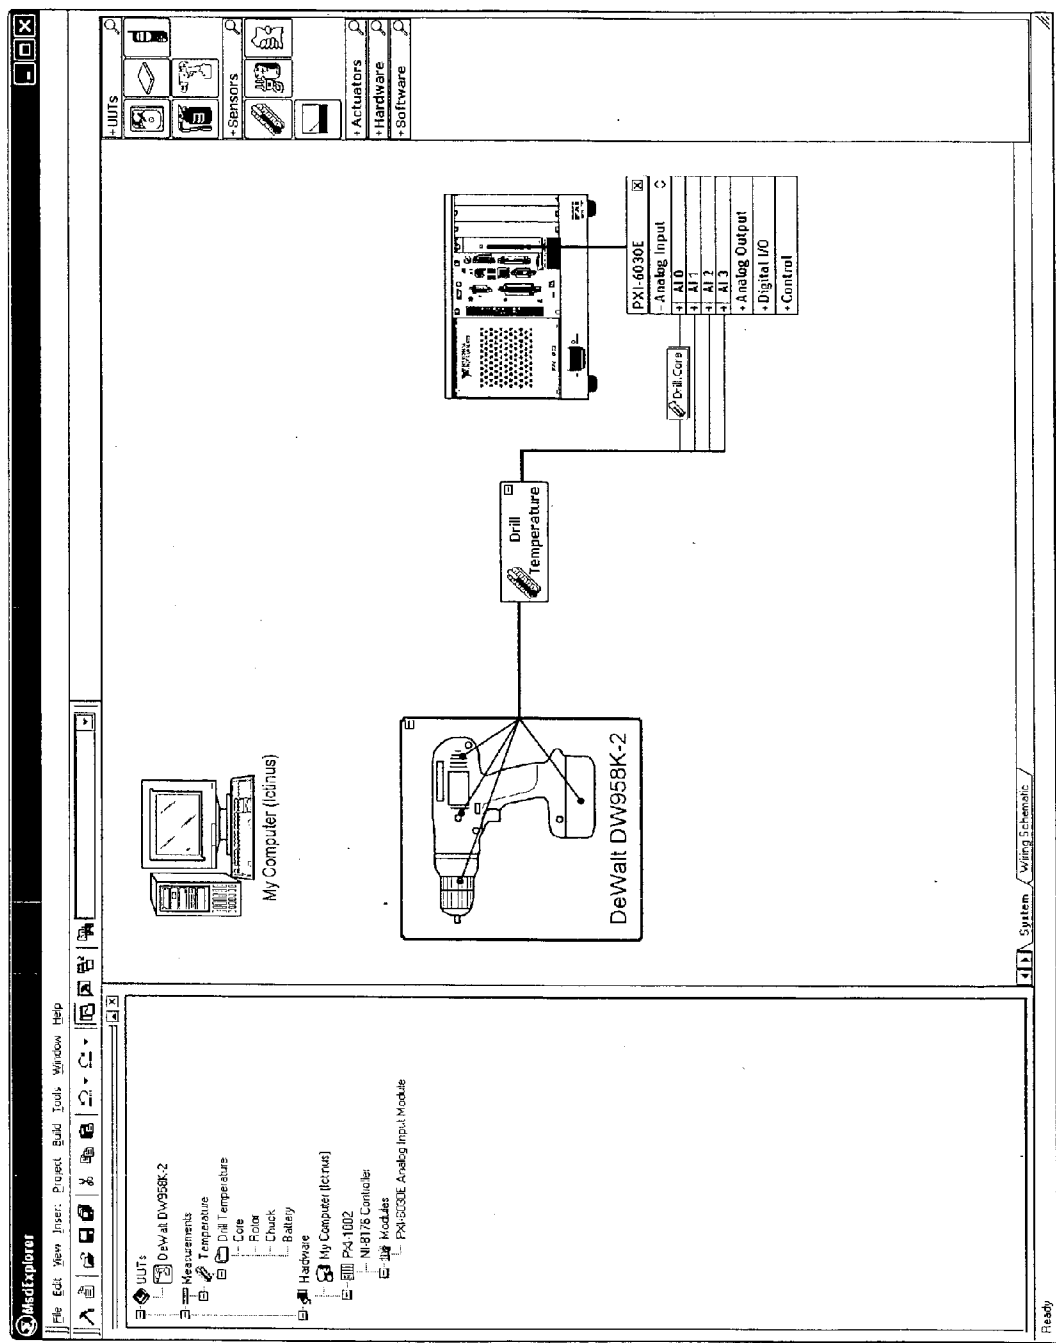 MsdExplorer
File Edit View Insert Project Build Tools Window Help
UUTs
DeWalt DW958K-2
Measurements
Temperature
Drill Temperature
Core
Rotor
Chuck
Battery
Hardware
My Computer (Ictinus)
PXI-1002
NI-8176 Controller
Modules
PXI-6030E Analog Input Module
My Computer (Ictinus)
DeWalt DW958K-2
Drill
Temperature
Drill.Core
PXI-6030E
- Analog Input
+ AI 0
+ AI 1
+ AI 2
+ AI 3
+ Analog Output
+ Digital I/O
+ Control
+ UUTs
+ Sensors
+ Actuators
+ Hardware
+ Software
System Wiring Schematic
Ready